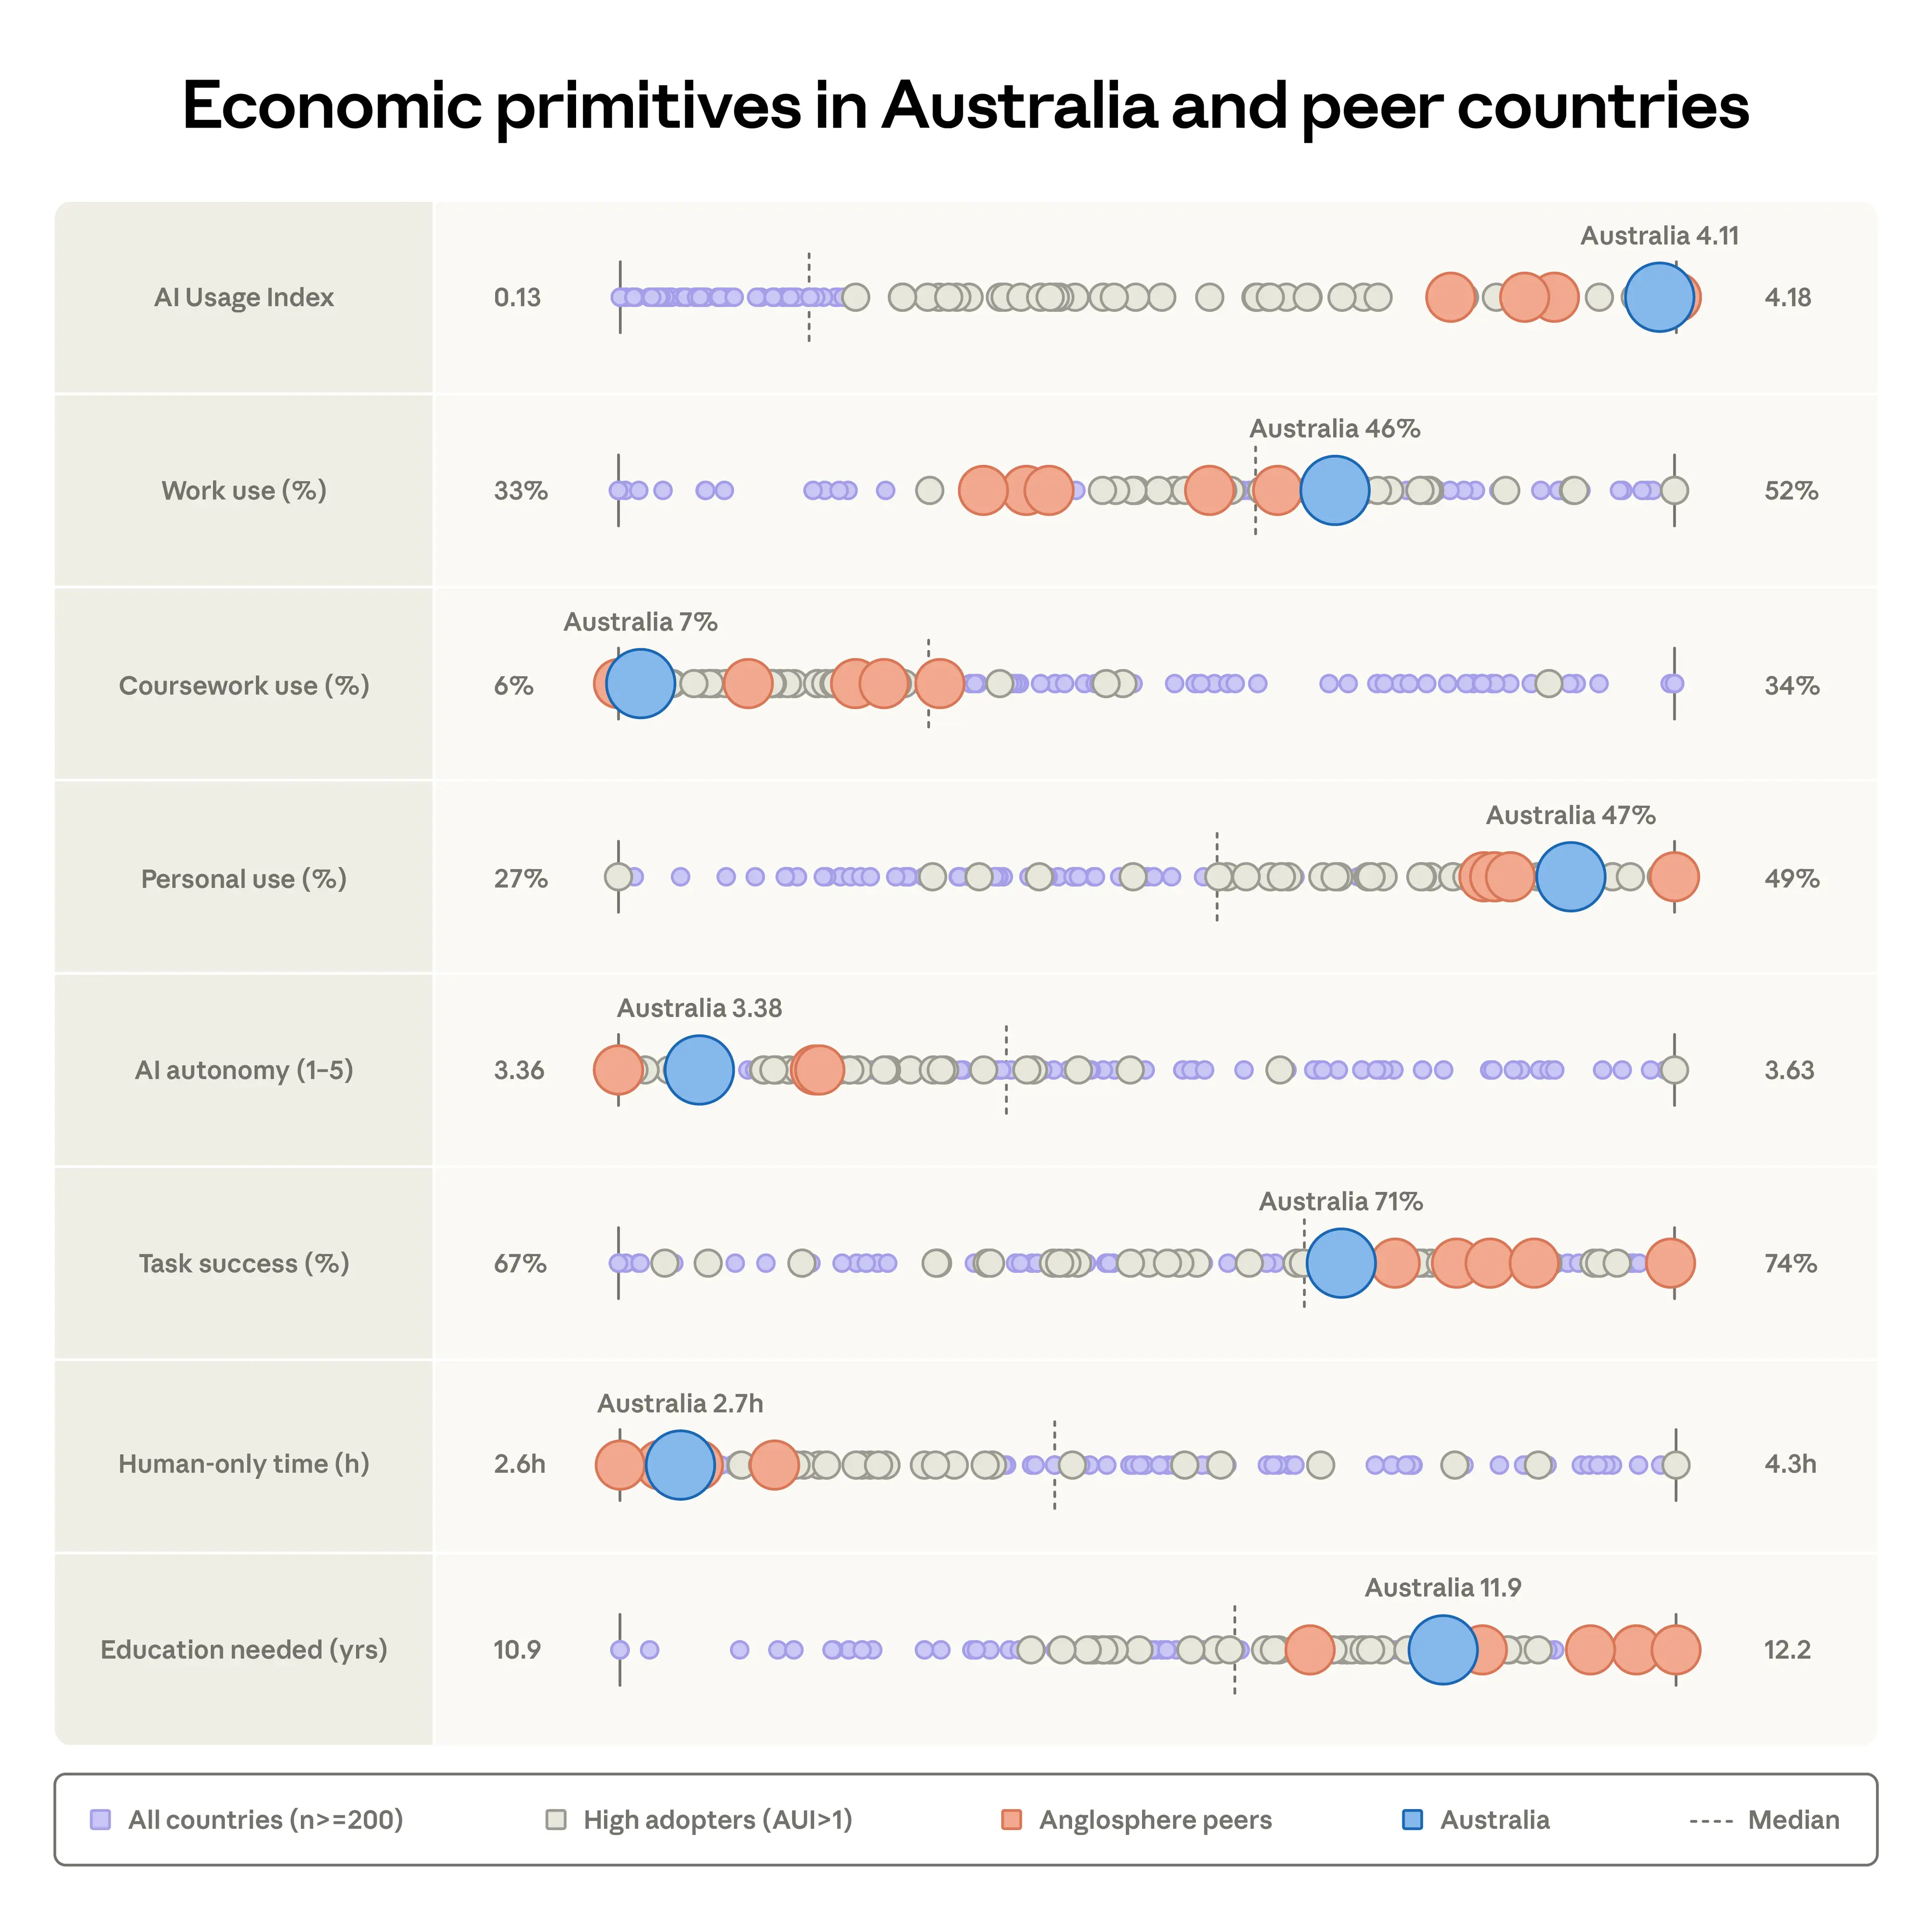 Economic primitives in Australia and peer countries
Australia 4.11
AI Usage Index
0.13
4.18
Australia 46%
Work use (%)
33%
52%
Australia 7%
Coursework use (%)
6%
34%
Australia 47%
Personal use (%)
27%
49%
Australia 3.38
AI autonomy (1–5)
3.36
3.63
Australia 71%
Task success (%)
67%
74%
Australia 2.7h
Human-only time (h)
2.6h
4.3h
Australia 11.9
Education needed (yrs)
10.9
12.2
All countries (n>=200)
High adopters (AUI>1)
Anglosphere peers
Australia
Median